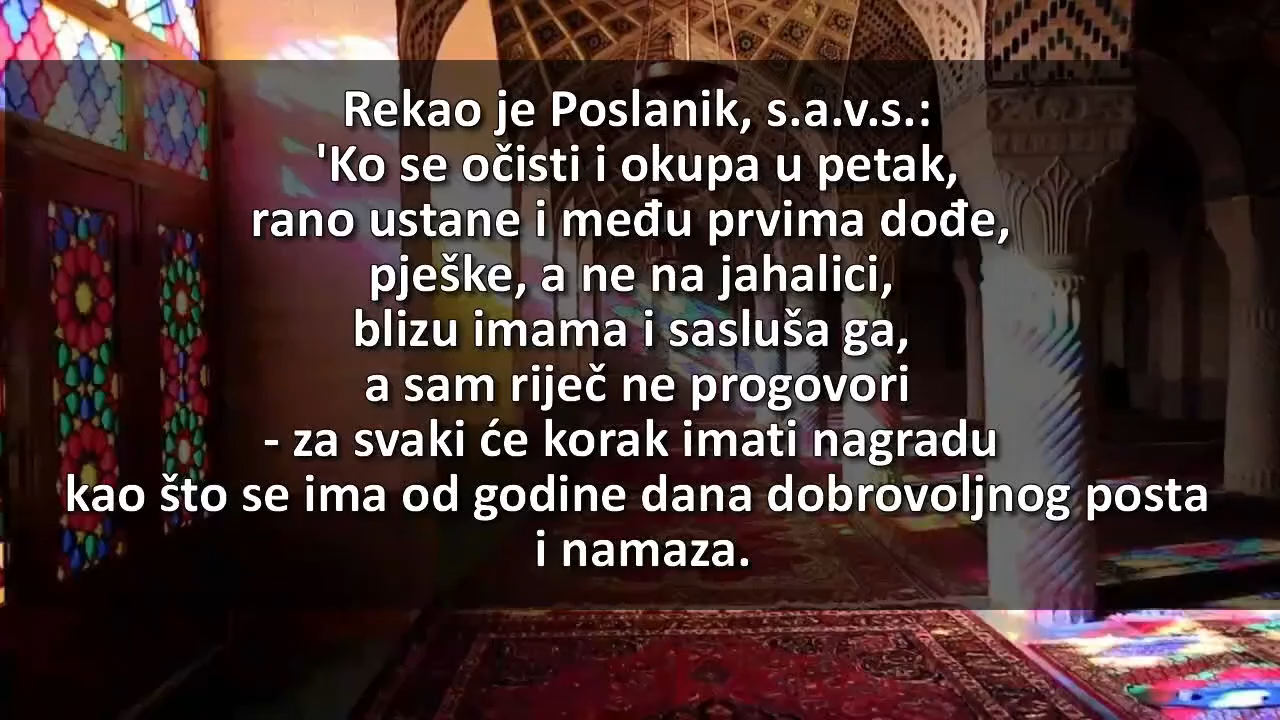 Rekao je Poslanik, s.a.v.s.:
'Ko se očisti i okupa u petak,
rano ustane i među prvima dođe,
pješke, a ne na jahalici,
blizu imama i sasluša ga,
a sam riječ ne progovori
- za svaki će korak imati nagradu
kao što se ima od godine dana dobrovoljnog posta
i namaza.